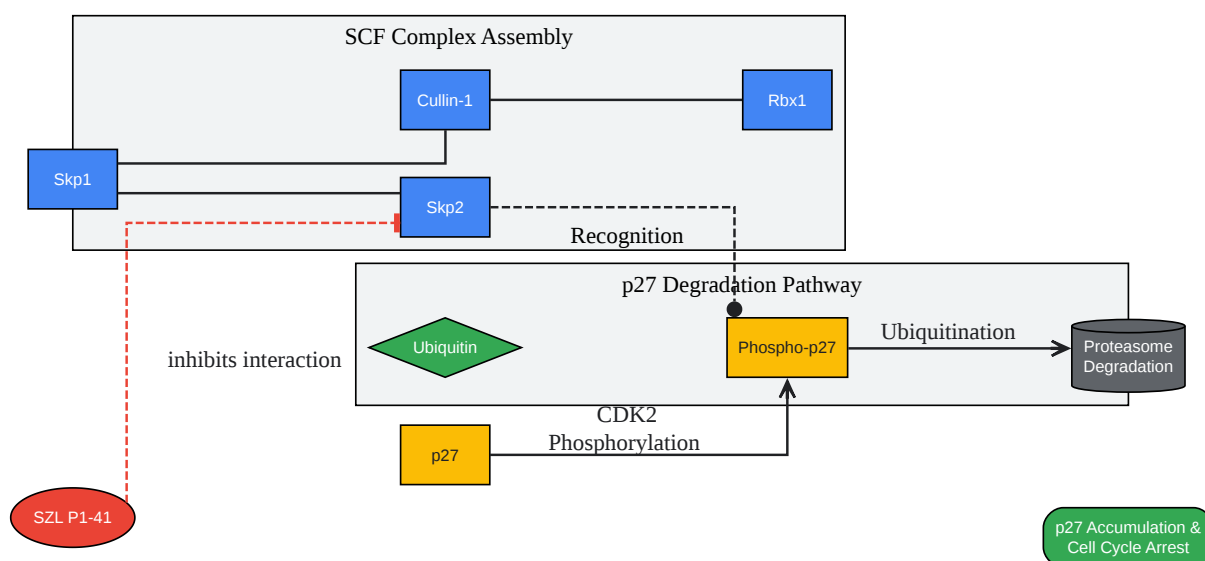 SCF Complex Assembly
Cullin-1
Rbx1
Skp1
Skp2
Recognition
p27 Degradation Pathway
Ubiquitin
Phospho-p27
Ubiquitination
Proteasome
Degradation
inhibits interaction
CDK2
Phosphorylation
p27
SZL P1-41
p27 Accumulation &
Cell Cycle Arrest